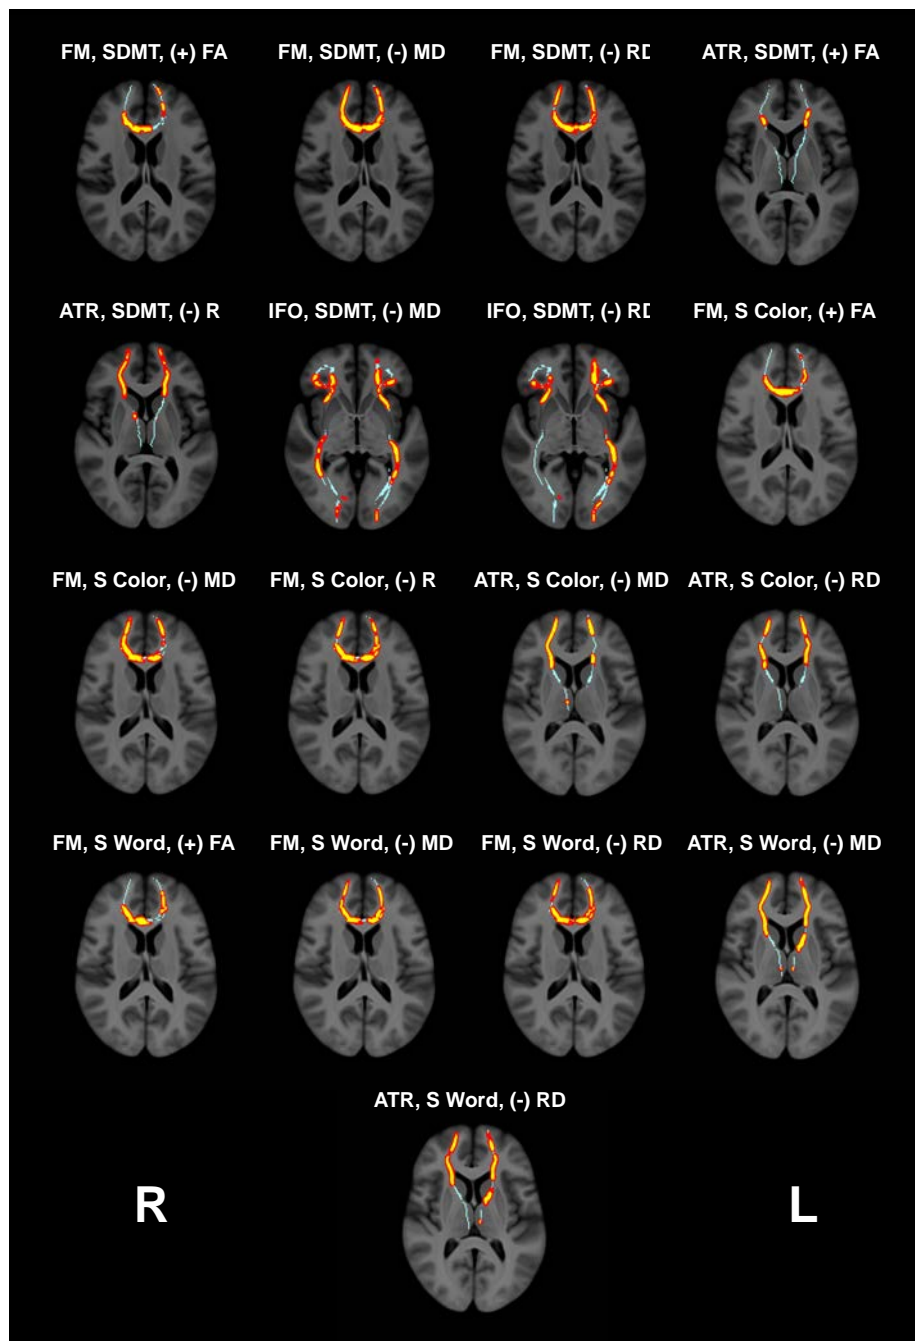 FM, SDMT, (+) FA
FM, SDMT, (-) MD
FM, SDMT, (-) RD
ATR, SDMT, (+) FA
ATR, SDMT, (-) R
IFO, SDMT, (-) MD
IFO, SDMT, (-) RD
FM, S Color, (+) FA
FM, S Color, (-) MD
FM, S Color, (-) R
ATR, S Color, (-) MD
ATR, S Color, (-) RD
FM, S Word, (+) FA
FM, S Word, (-) MD
FM, S Word, (-) RD
ATR, S Word, (-) MD
ATR, S Word, (-) RD
R
L